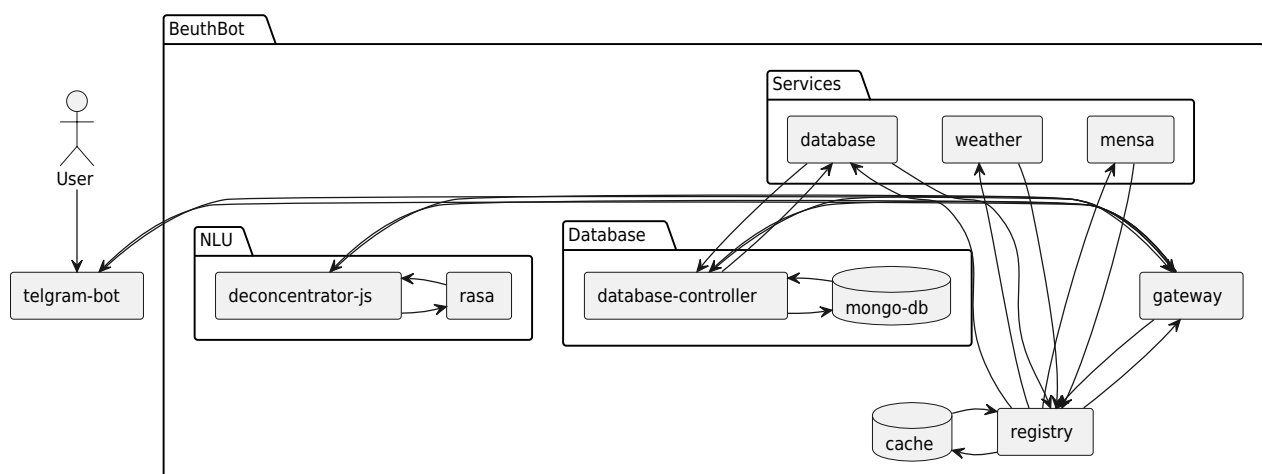 BeuthBot
Services
database
weather
mensa
User
NLU
Database
telgram-bot
deconcentrator-js
rasa
database-controller
mongo-db
gateway
cache
registry